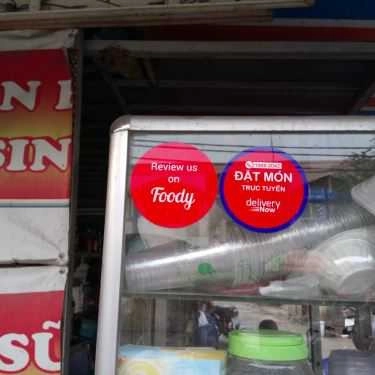 SIN
SŨ
Review us
on
Foody
ĐẶT MÓN
TRỰC TUYẾN
delivery
Now